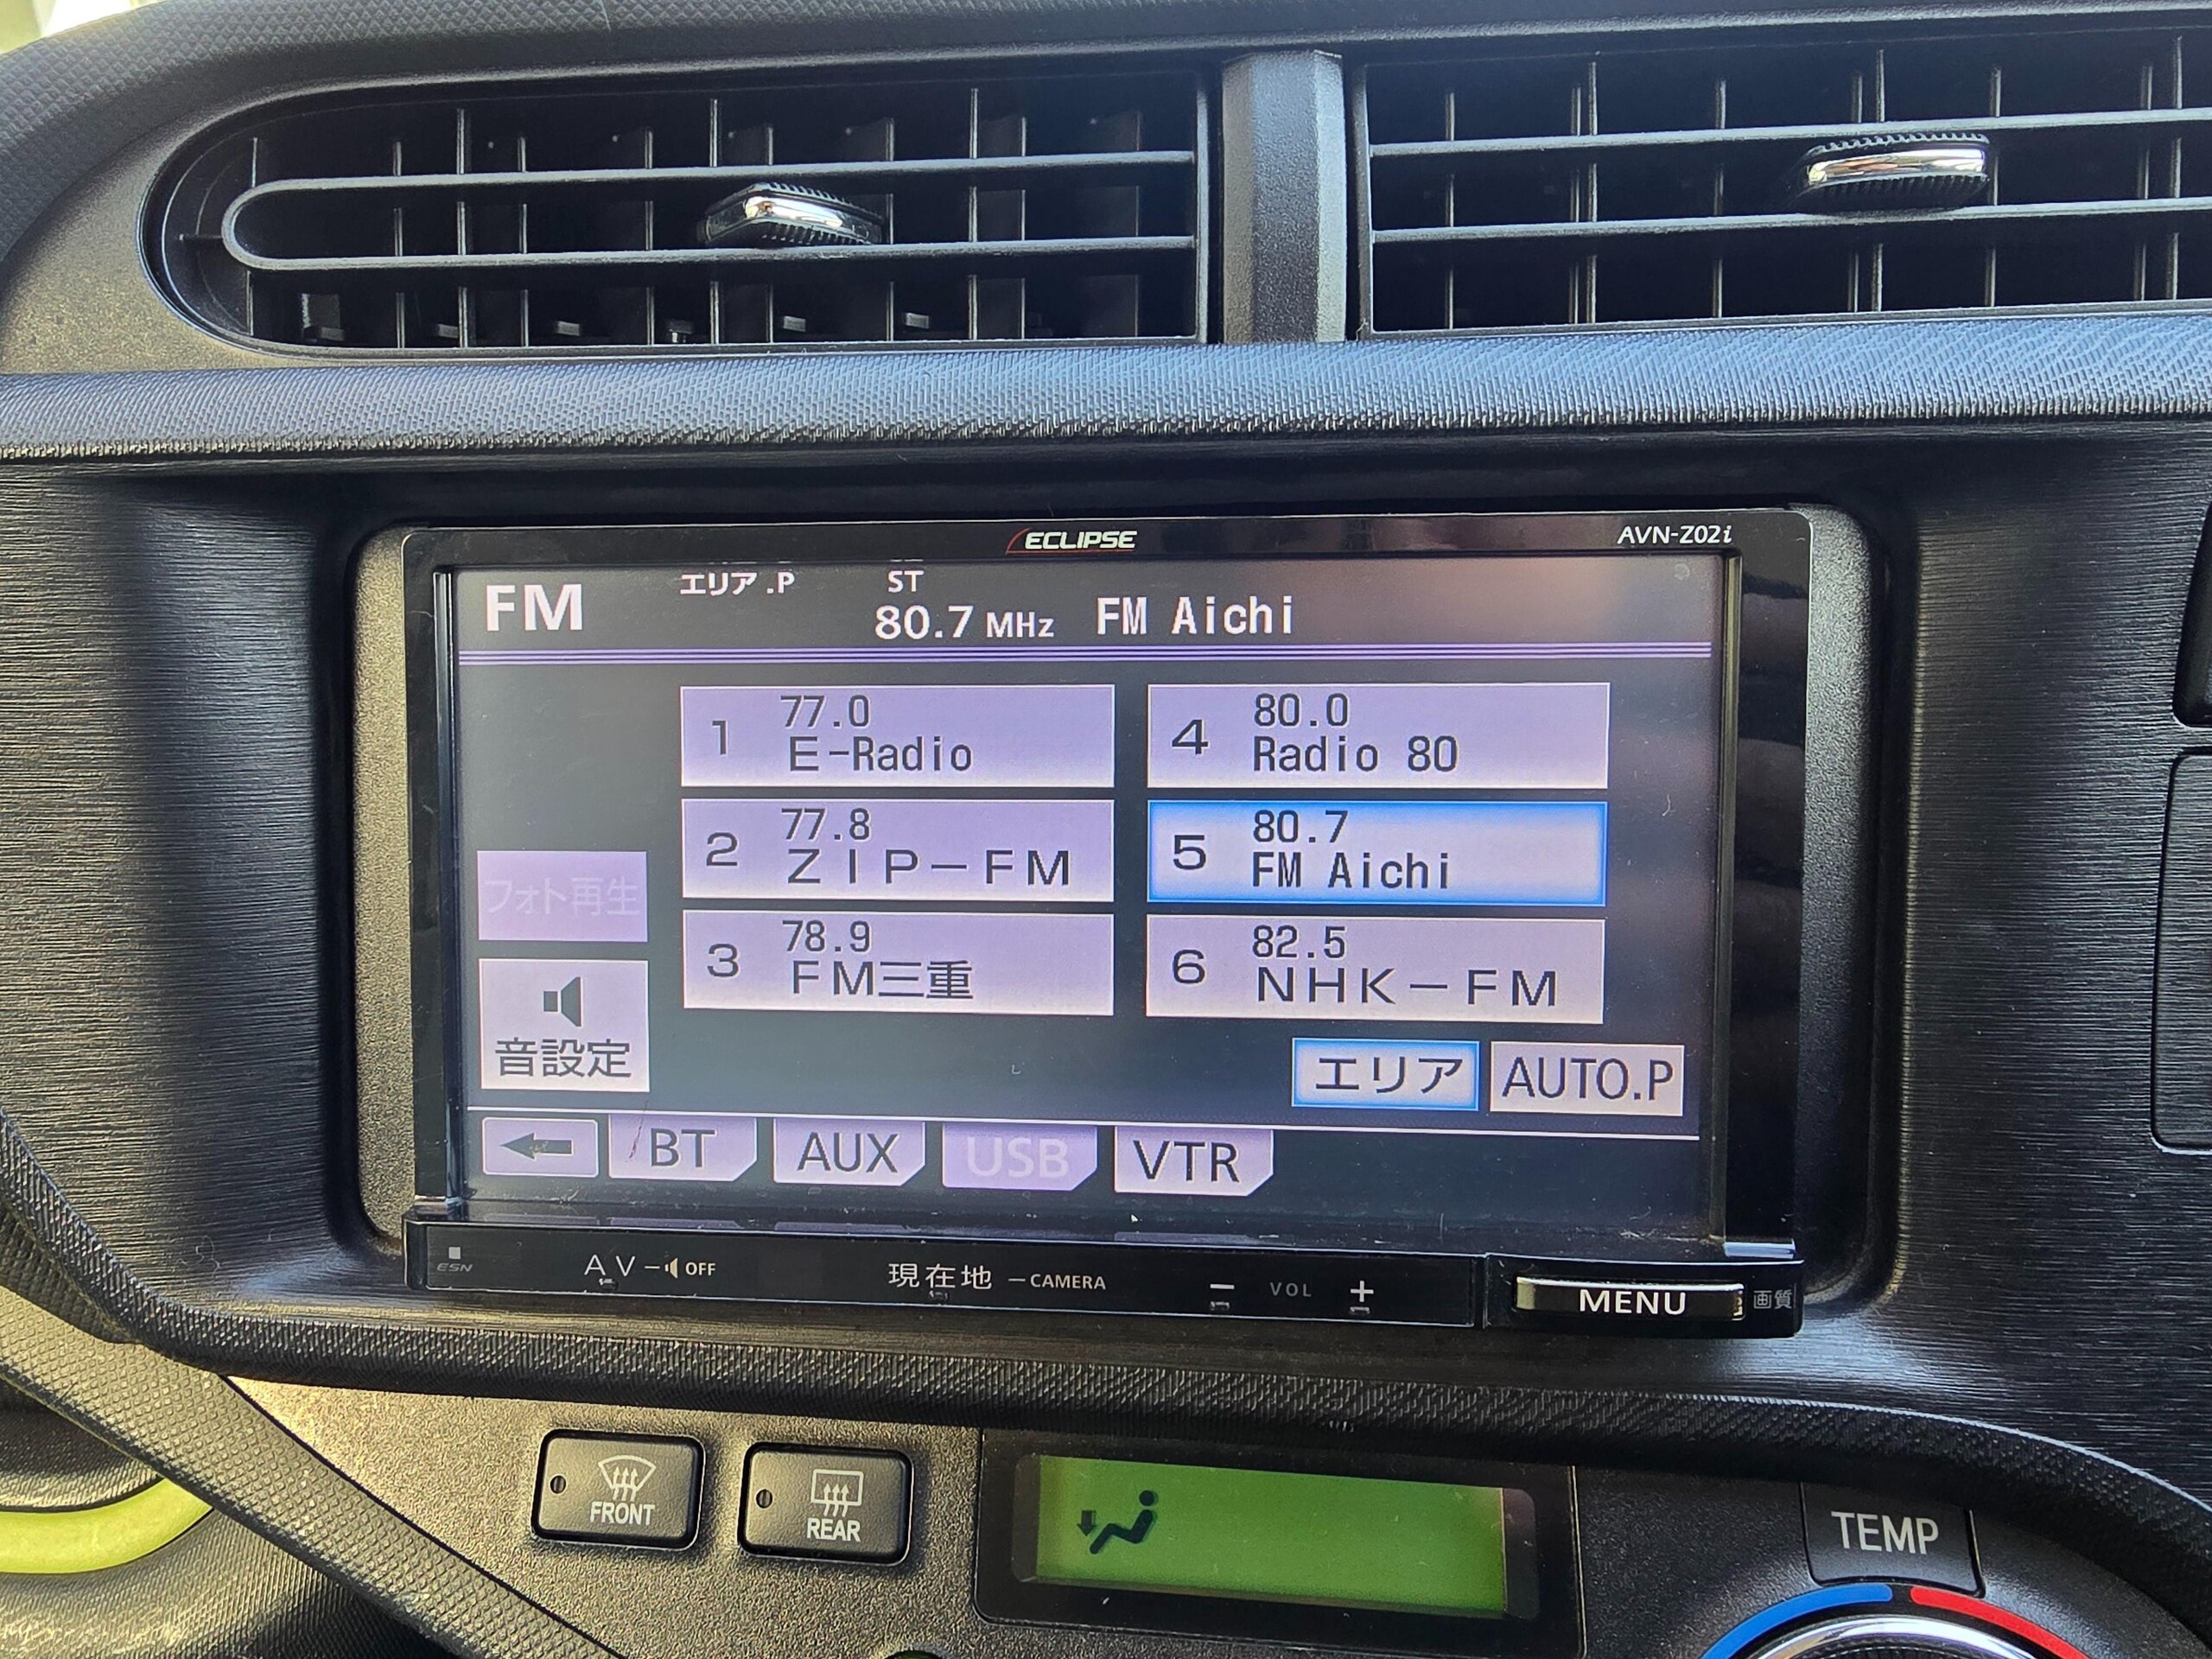 ECLIPSE
AVN-Z02i
FM
エリア.P
ST
80.7 MHz FM Aichi
1 77.0
E-Radio
2 77.8
ZIP-FM
3 78.9
FM三重
4 80.0
Radio 80
5 80.7
FM Aichi
6 82.5
NHK-FM
フォト再生
音設定
エリア
AUTO.P
BT
AUX
USB
VTR
ESN
AV - OFF
現在地 - CAMERA
- VOL +
MENU
画質
FRONT
REAR
TEMP